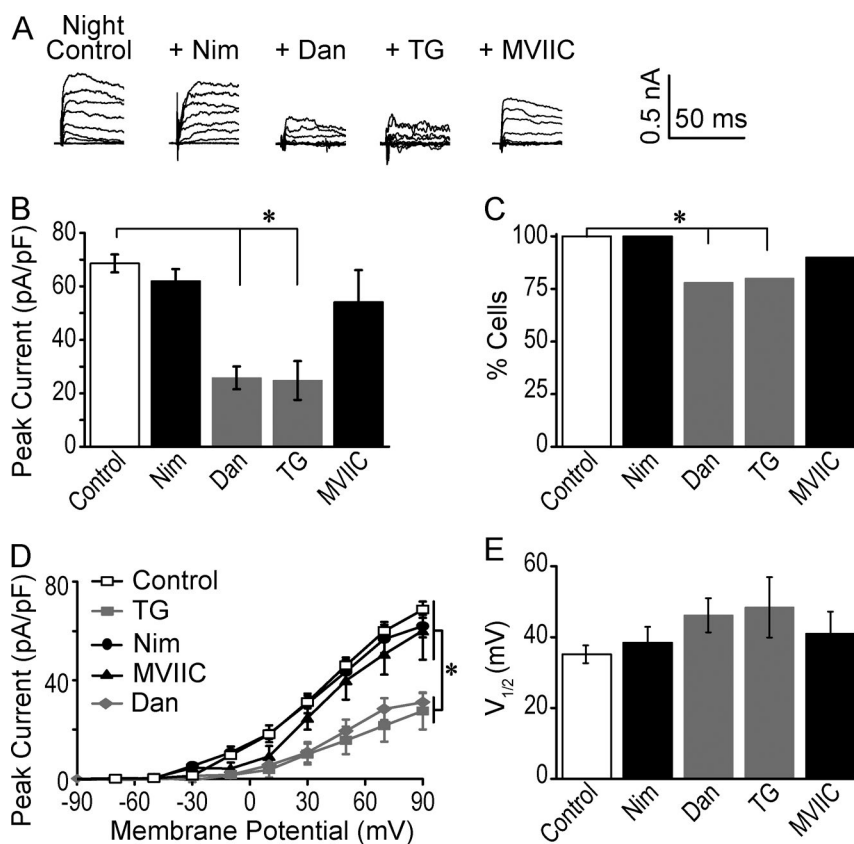 A
Night
Control
+ Nim
+ Dan
+ TG
+ MVIIC
0.5 nA
50 ms
B
*
Peak Current (pA/pF)
80
60
40
20
0
Control
Nim
Dan
TG
MVIIC
C
*
% Cells
100
75
50
25
0
Control
Nim
Dan
TG
MVIIC
D
Peak Current (pA/pF)
80
40
0
Control
TG
Nim
MVIIC
Dan
*
-90
-60
-30
0
30
60
90
Membrane Potential (mV)
E
V1/2 (mV)
60
40
20
0
Control
Nim
Dan
TG
MVIIC